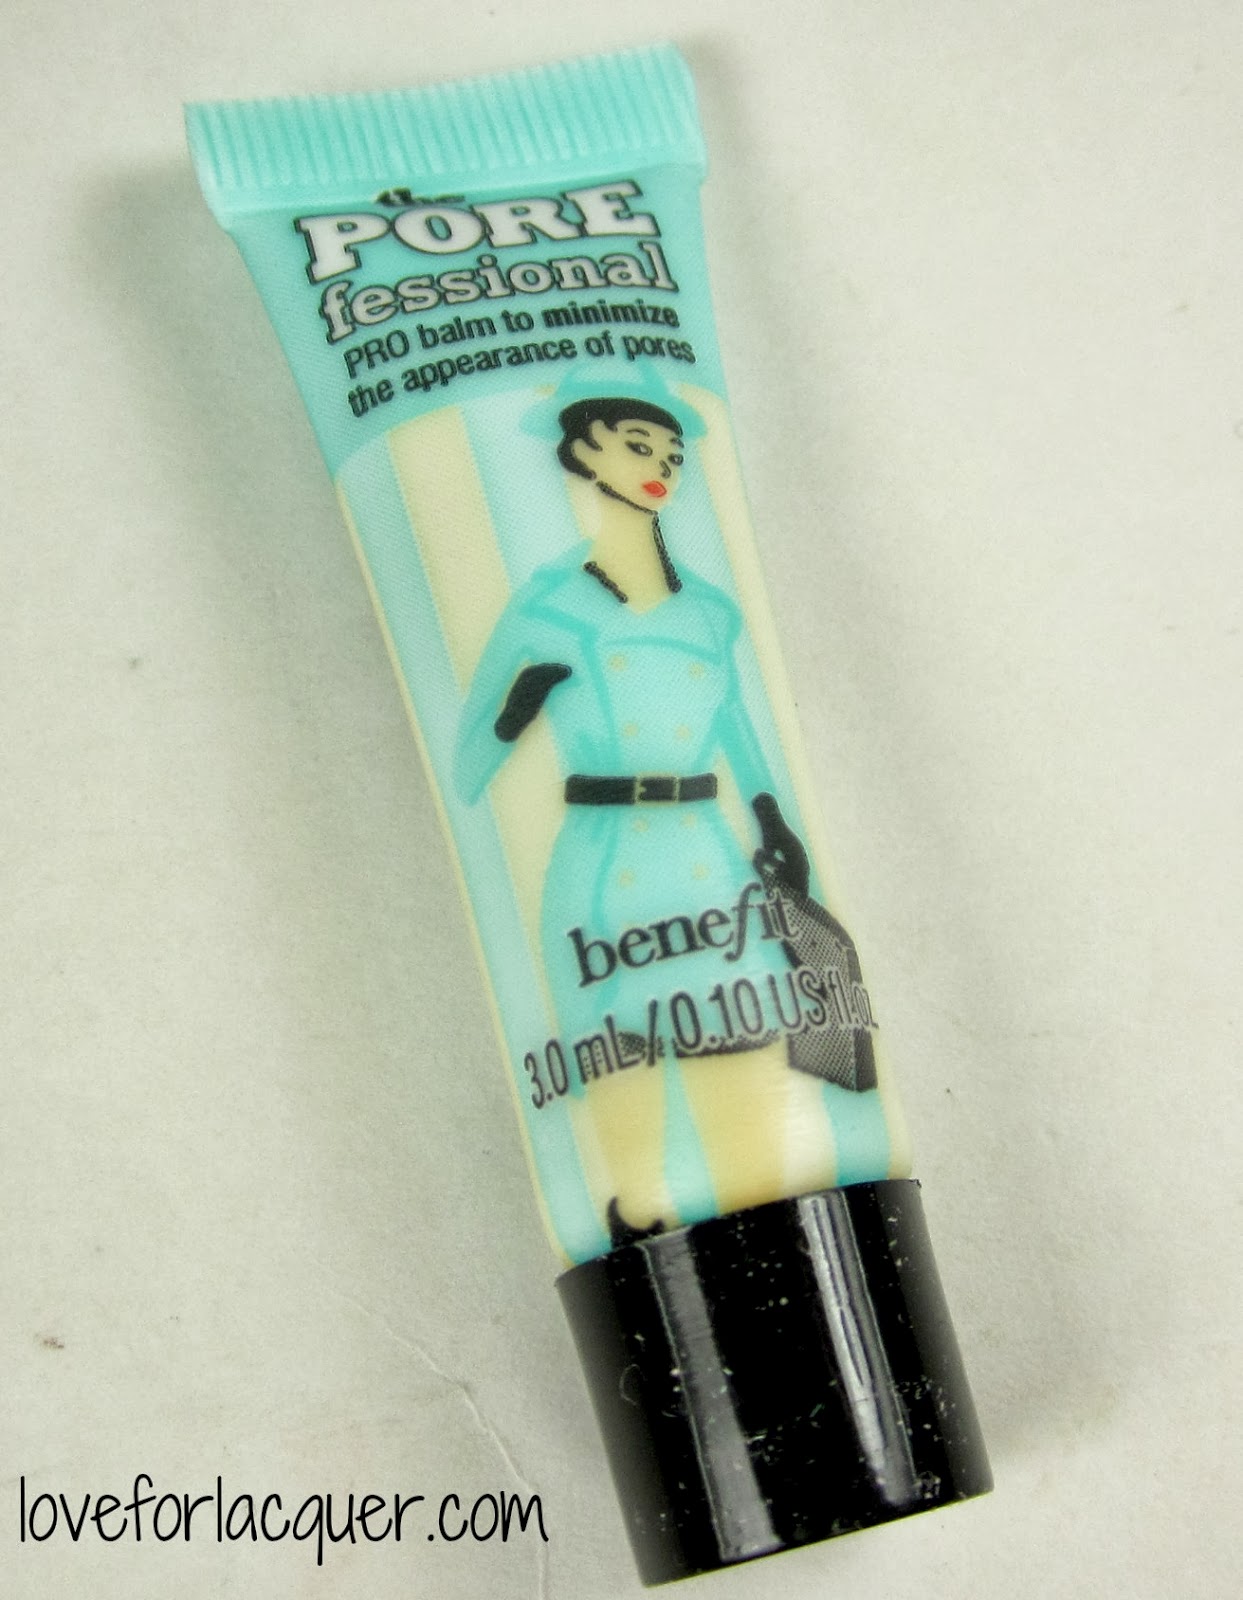 the
PORE
fessional
PRO balm to minimize
the appearance of pores
benefit
3.0 mL / 0.10 US fl.oz
loveforlacquer.com